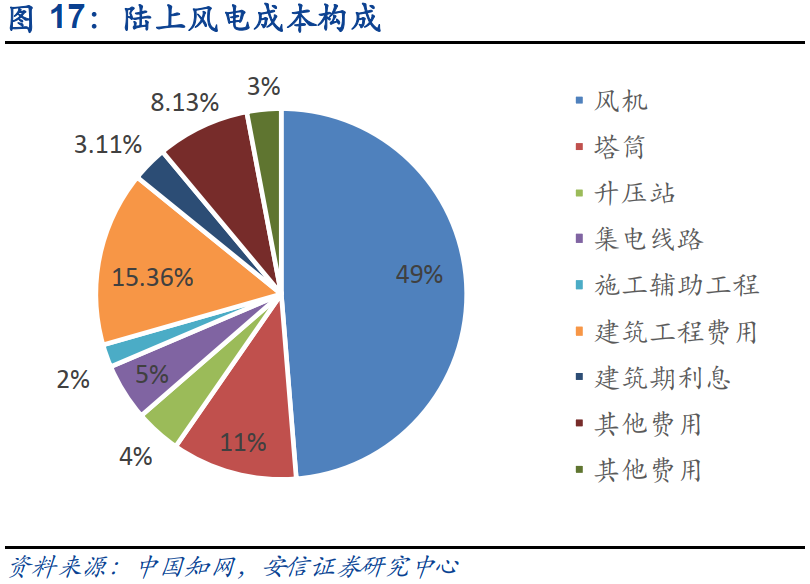 图 17：陆上风电成本构成
3%
8.13%
3.11%
15.36%
49%
2%
5%
4%
11%
风机
塔筒
升压站
集电线路
施工辅助工程
建筑工程费用
建筑期利息
其他费用
其他费用
资料来源：中国知网，安信证券研究中心